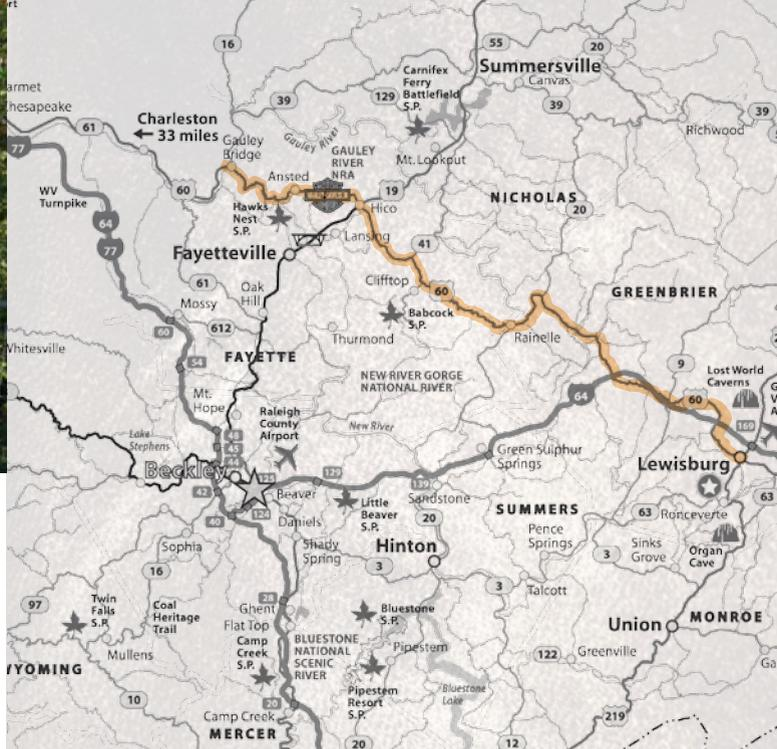 16
55
20
Summersville
Carnifex
Ferry
Battlefield
S.P.
Canvas
129
39
39
39
Charleston
← 33 miles
61
77
Gauley
Bridge
Gauley River
GAULEY
RIVER
NRA
Mt. Lookout
Richwood
Ansted
19
WV
Turnpike
60
NICHOLAS
20
Hawks
Nest
S.P.
Hico
64
77
Fayetteville
Lansing
41
61
Oak
Hill
Clifftop
60
GREENBRIER
Mossy
Babcock
S.P.
60
612
Thurmond
Rainelle
Whitesville
54
FAYETTE
9
Lost World
Caverns
Mt.
Hope
NEW RIVER GORGE
NATIONAL RIVER
64
60
169
Raleigh
County
Airport
New River
Lake
Stephens
48
45
Green Sulphur
Springs
Lewisburg
Beckley
129
139
42
Beaver
Little
Beaver
S.P.
Sandstone
63
124
40
Daniels
SUMMERS
63
Ronceverte
20
Pence
Springs
Sophia
Shady
Spring
Hinton
Sinks
Grove
Organ
Cave
3
3
16
3
Talcott
97
Twin
Falls
S.P.
Coal
Heritage
Trail
28
Ghent
Bluestone
S.P.
Flat Top
Union
MONROE
Camp
Creek
S.P.
BLUESTONE
NATIONAL
SCENIC
RIVER
Mullens
Pipestem
122
Greenville
WYOMING
Pipestem
Resort
S.P.
Bluestone
Lake
10
20
Camp Creek
219
MERCER
20
12